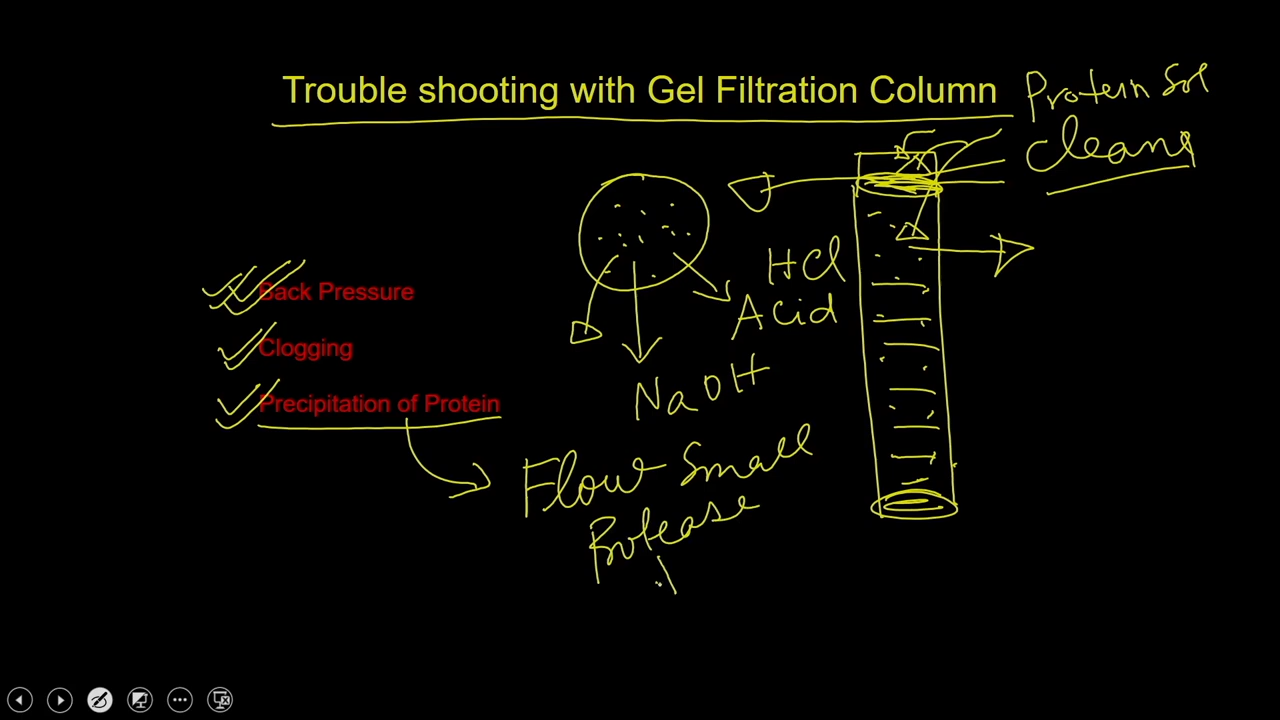 Trouble shooting with Gel Filtration Column
Protein Sol
cleans
HCl
Acid
Back Pressure
Clogging
NaOH
Precipitation of Protein
Flow Small
Protease